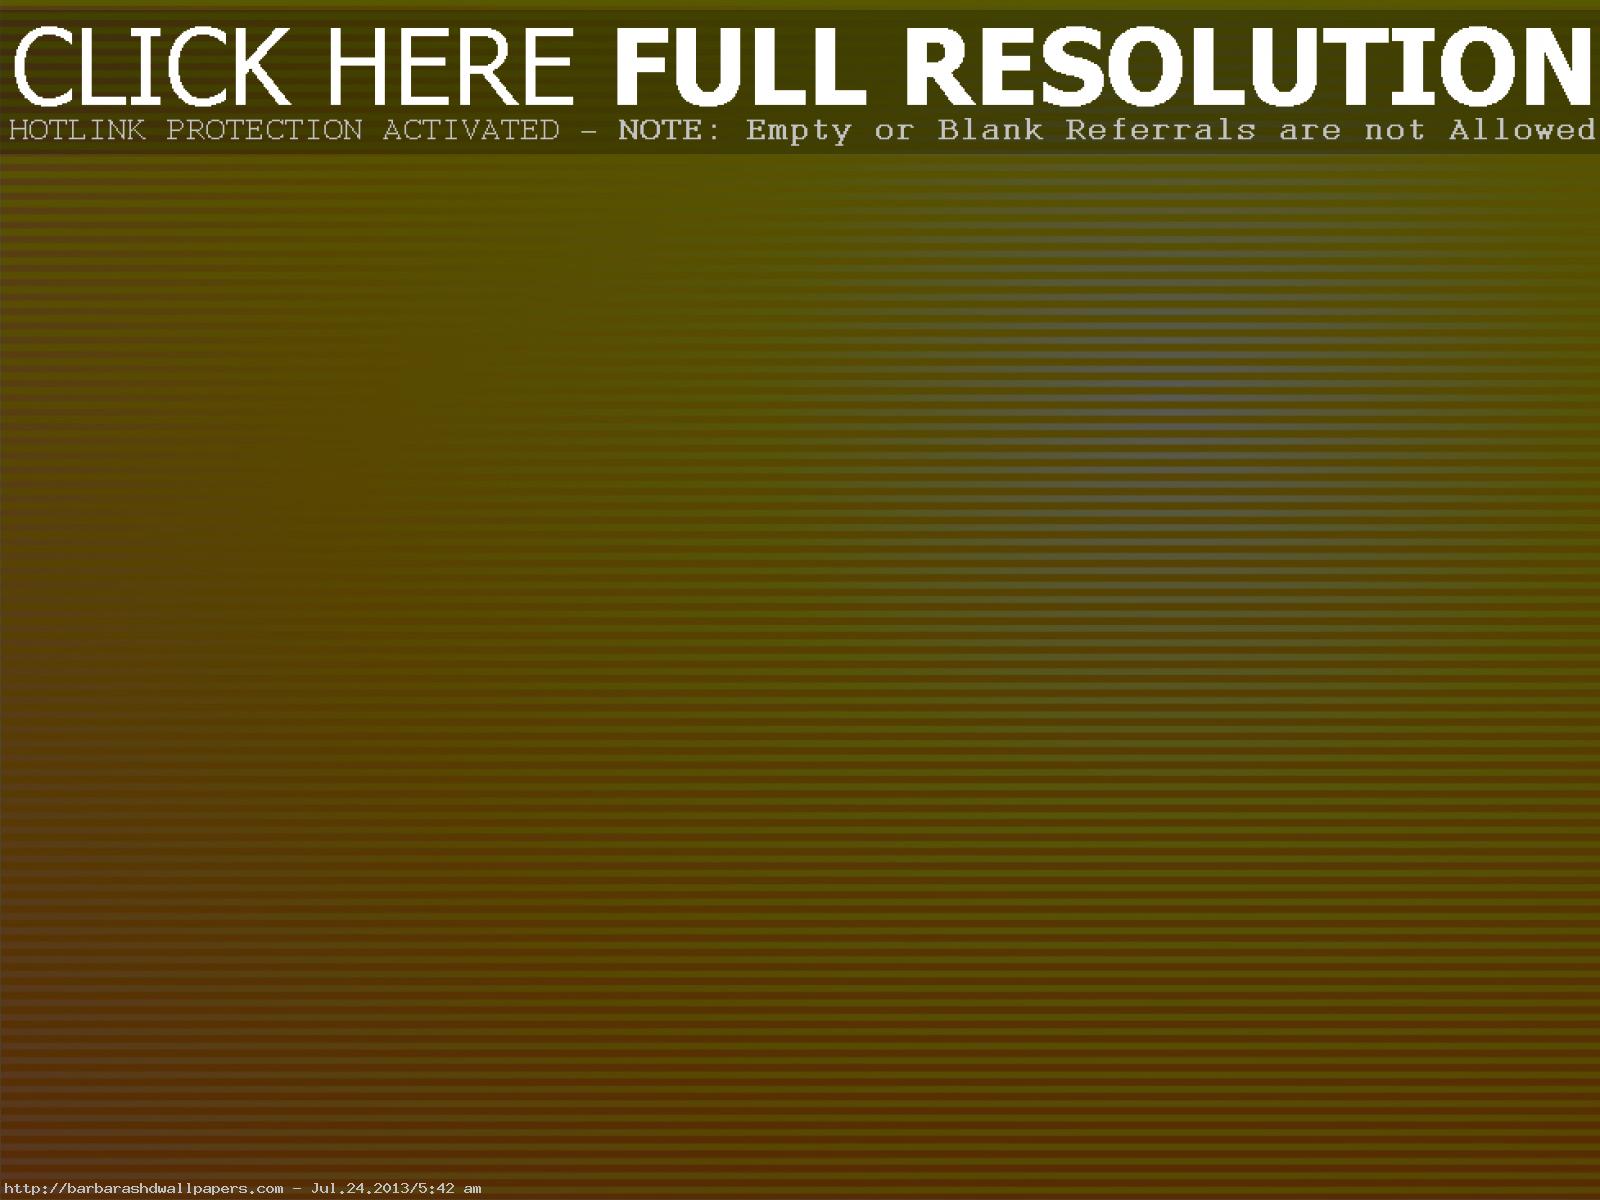 CLICK HERE FULL RESOLUTION
HOTLINK PROTECTION ACTIVATED - NOTE: Empty or Blank Referrals are not Allowed
http://barbarashdwallpapers.com - Jul.24.2013/5:42 am